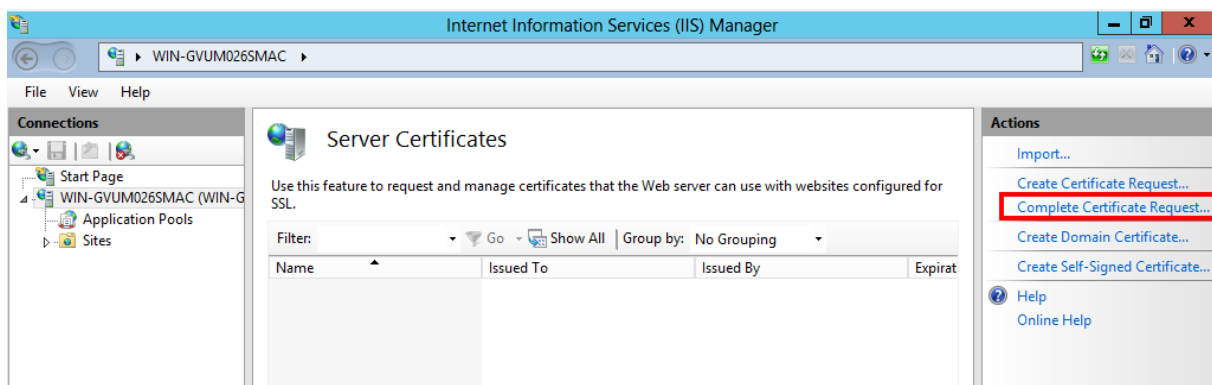 Internet Information Services (IIS) Manager
WIN-GVUM026SMAC
File View Help
Connections
Start Page
WIN-GVUM026SMAC (WIN-G
Application Pools
Sites
Server Certificates
Use this feature to request and manage certificates that the Web server can use with websites configured for
SSL.
Filter: Go Show All Group by: No Grouping
Name Issued To Issued By Expirat
Actions
Import...
Create Certificate Request...
Complete Certificate Request...
Create Domain Certificate...
Create Self-Signed Certificate...
Help
Online Help